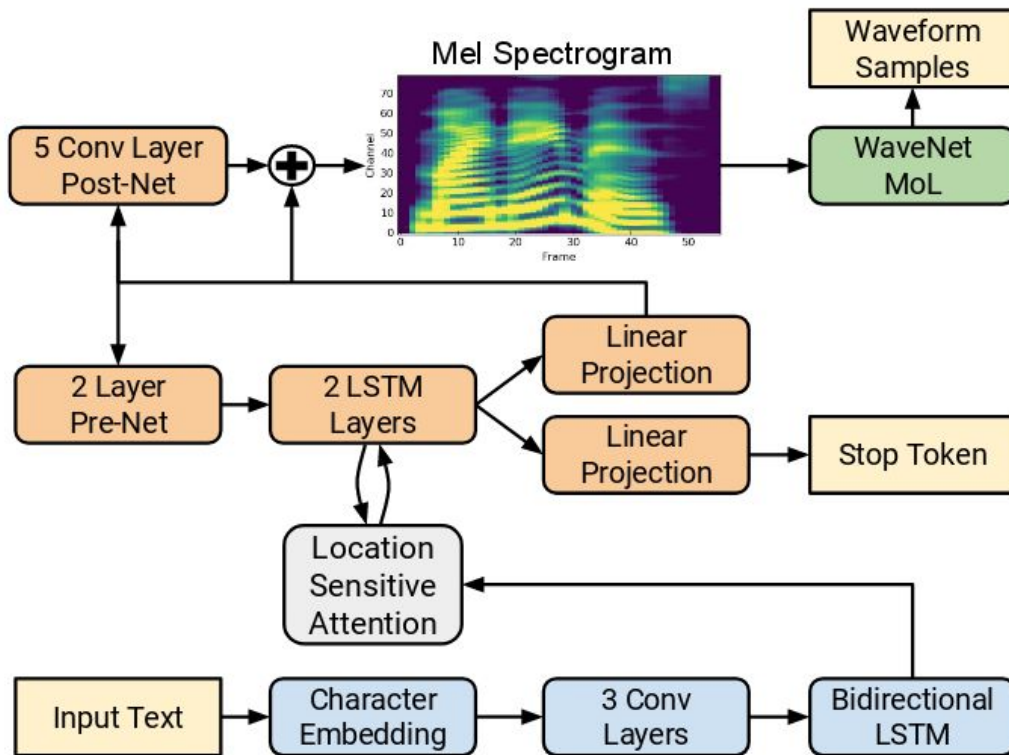 Mel Spectrogram
Waveform
Samples
70
60
50
40
30
20
10
0
Channel
0
10
20
30
40
50
Frame
5 Conv Layer
Post-Net
WaveNet
MoL
Linear
Projection
2 Layer
Pre-Net
2 LSTM
Layers
Linear
Projection
Stop Token
Location
Sensitive
Attention
Input Text
Character
Embedding
3 Conv
Layers
Bidirectional
LSTM